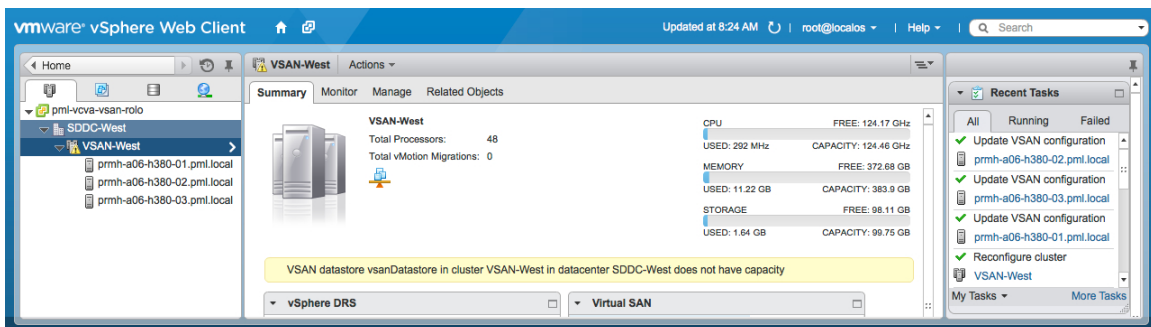 vmware® vSphere Web Client
Updated at 8:24 AM
root@localos
Help
Search
Home
pml-vcva-vsan-rolo
SDDC-West
VSAN-West
prmh-a06-h380-01.pml.local
prmh-a06-h380-02.pml.local
prmh-a06-h380-03.pml.local
VSAN-West Actions
Summary Monitor Manage Related Objects
VSAN-West
Total Processors: 48
Total vMotion Migrations: 0
CPU FREE: 124.17 GHz
USED: 292 MHz CAPACITY: 124.46 GHz
MEMORY FREE: 372.68 GB
USED: 11.22 GB CAPACITY: 383.9 GB
STORAGE FREE: 98.11 GB
USED: 1.64 GB CAPACITY: 99.75 GB
VSAN datastore vsanDatastore in cluster VSAN-West in datacenter SDDC-West does not have capacity
vSphere DRS
Virtual SAN
Recent Tasks
All Running Failed
Update VSAN configuration
prmh-a06-h380-02.pml.local
Update VSAN configuration
prmh-a06-h380-03.pml.local
Update VSAN configuration
prmh-a06-h380-01.pml.local
Reconfigure cluster
VSAN-West
My Tasks More Tasks